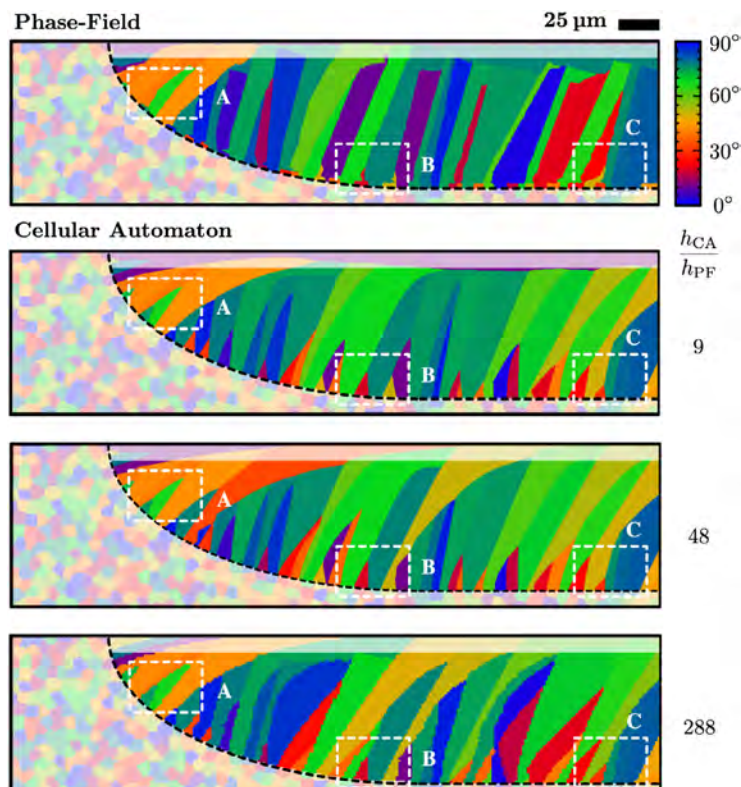 Phase-Field 25 µm
90°
60°
30°
0°
A
B
C
Cellular Automaton
h_CA
h_PF
A
B
C
9
A
B
C
48
A
B
C
288